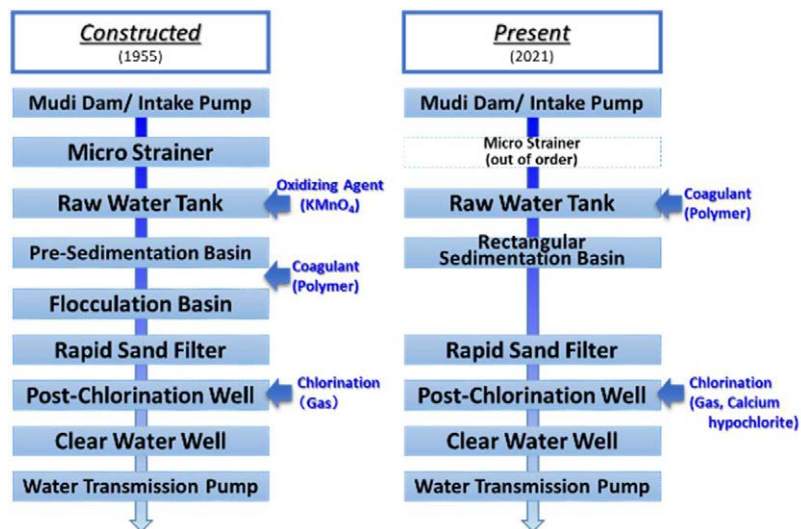 Constructed
(1955)
Mudi Dam/ Intake Pump
Micro Strainer
Oxidizing Agent
(KMnO₄)
Raw Water Tank
Pre-Sedimentation Basin
Coagulant
(Polymer)
Flocculation Basin
Rapid Sand Filter
Post-Chlorination Well
Chlorination
(Gas)
Clear Water Well
Water Transmission Pump
Present
(2021)
Mudi Dam/ Intake Pump
Micro Strainer
(out of order)
Raw Water Tank
Coagulant
(Polymer)
Rectangular
Sedimentation Basin
Rapid Sand Filter
Post-Chlorination Well
Chlorination
(Gas, Calcium
hypochlorite)
Clear Water Well
Water Transmission Pump